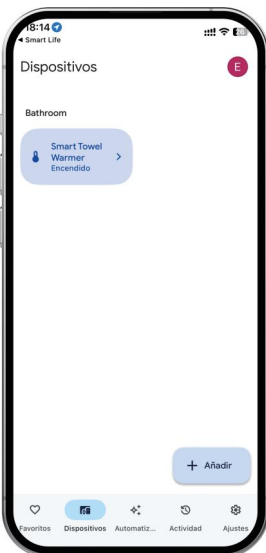 18:14
◄ Smart Life
Dispositivos
E
Bathroom
Smart Towel
Warmer
Encendido
+ Añadir
Favoritos Dispositivos Automatiz... Actividad Ajustes